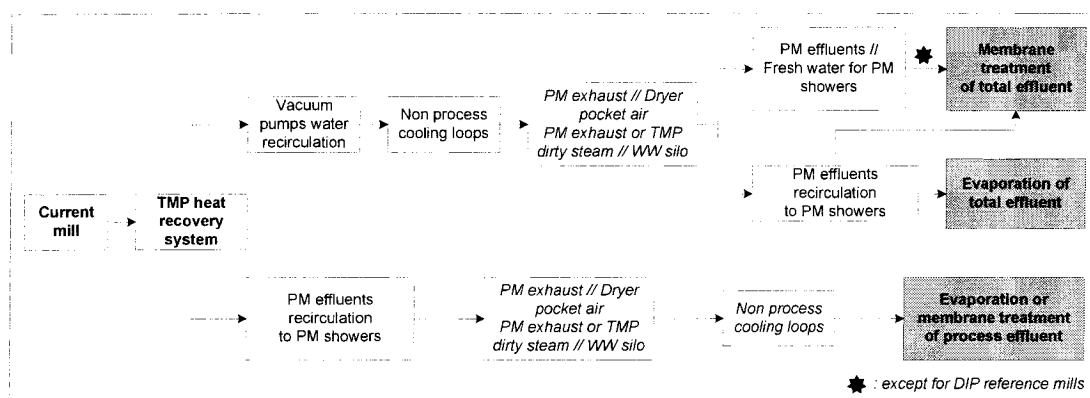 PM effluents //
Fresh water for PM
showers
Membrane
treatment
of total effluent
Vacuum
pumps water
recirculation
Non process
cooling loops
PM exhaust // Dryer
pocket air
PM exhaust or TMP
dirty steam // WW silo
PM effluents
recirculation
to PM showers
Evaporation of
total effluent
Current
mill
TMP heat
recovery
system
PM effluents
recirculation
to PM showers
PM exhaust // Dryer
pocket air
PM exhaust or TMP
dirty steam // WW silo
Non process
cooling loops
Evaporation or
membrane treatment
of process effluent
: except for DIP reference mills